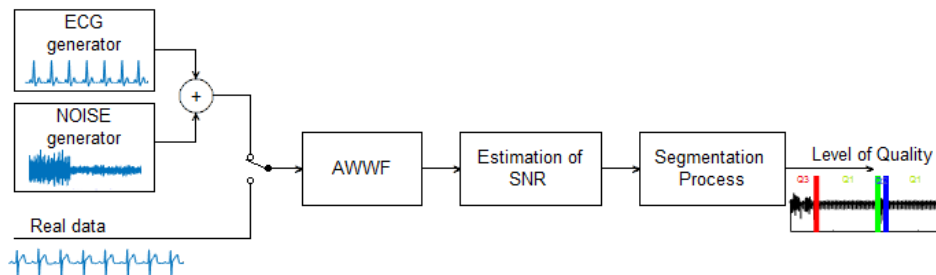 ECG
generator
NOISE
generator
+
Real data
AWWF
Estimation of
SNR
Segmentation
Process
Level of Quality
Q3
Q1
Q1